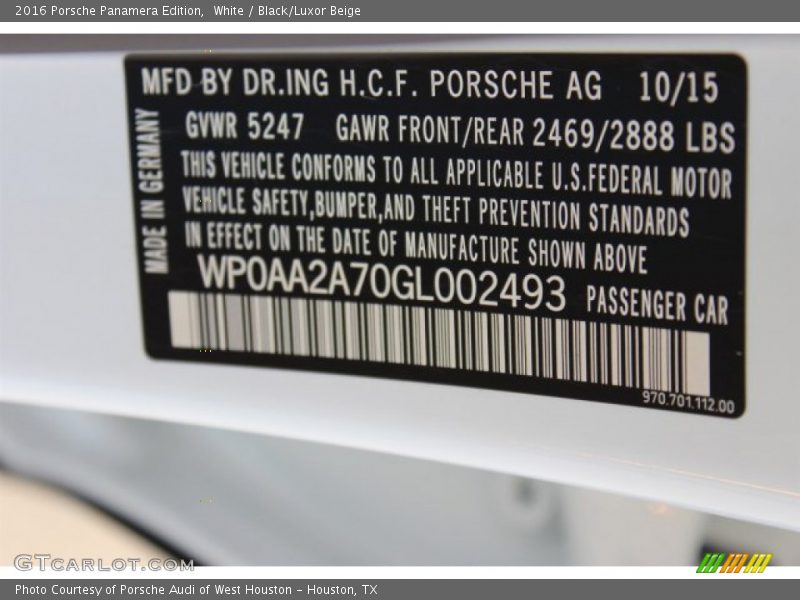 2016 Porsche Panamera Edition, White / Black/Luxor Beige
MFD BY DR.ING H.C.F. PORSCHE AG 10/15
GVWR 5247 GAWR FRONT/REAR 2469/2888 LBS
THIS VEHICLE CONFORMS TO ALL APPLICABLE U.S.FEDERAL MOTOR
VEHICLE SAFETY,BUMPER,AND THEFT PREVENTION STANDARDS
IN EFFECT ON THE DATE OF MANUFACTURE SHOWN ABOVE
WP0AA2A70GL002493 PASSENGER CAR
MADE IN GERMANY
970.701.112.00
GTcarlot.com
Photo Courtesy of Porsche Audi of West Houston - Houston, TX